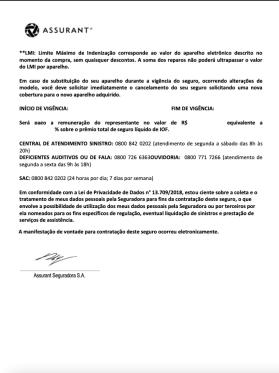 ASSURANT
**LMI: Limite Máximo de Indenização corresponde ao valor do aparelho eletrônico descrito no
momento da compra, sem quaisquer descontos. A soma dos reparos não poderá ultrapassar o valor
do LMI por aparelho.
Em caso de substituição do seu aparelho durante a vigência do seguro, ocorrendo alterações de
modelo, você deve solicitar imediatamente o cancelamento do seu seguro solicitando uma nova
cobertura para o novo aparelho adquirido.
INÍCIO DE VIGÊNCIA: FIM DE VIGÊNCIA:
Será pago a remuneração do representante no valor de R$ equivalente a
% sobre o prêmio total de seguro líquido de IOF.
CENTRAL DE ATENDIMENTO SINISTRO: 0800 842 0202 (atendimento de segunda a sábado das 8h às
20h)
DEFICIENTES AUDITIVOS OU DE FALA: 0800 726 6363OUVIDORIA: 0800 771 7266 (atendimento de
segunda a sexta das 9h às 18h)
SAC: 0800 842 0202 (24 horas por dia; 7 dias por semana)
Em conformidade com a Lei de Privacidade de Dados n° 13.709/2018, estou ciente sobre a coleta e o
tratamento de meus dados pessoais pela Seguradora para fins da contratação deste seguro, o que
envolve a possibilidade de utilização dos meus dados pessoais pela Seguradora ou por terceiros por
ela nomeados para os fins específicos de regulação, eventual liquidação de sinistros e prestação de
serviços de assistência.
A manifestação de vontade para contratação deste seguro ocorreu eletronicamente.
Assurant Seguradora S.A.